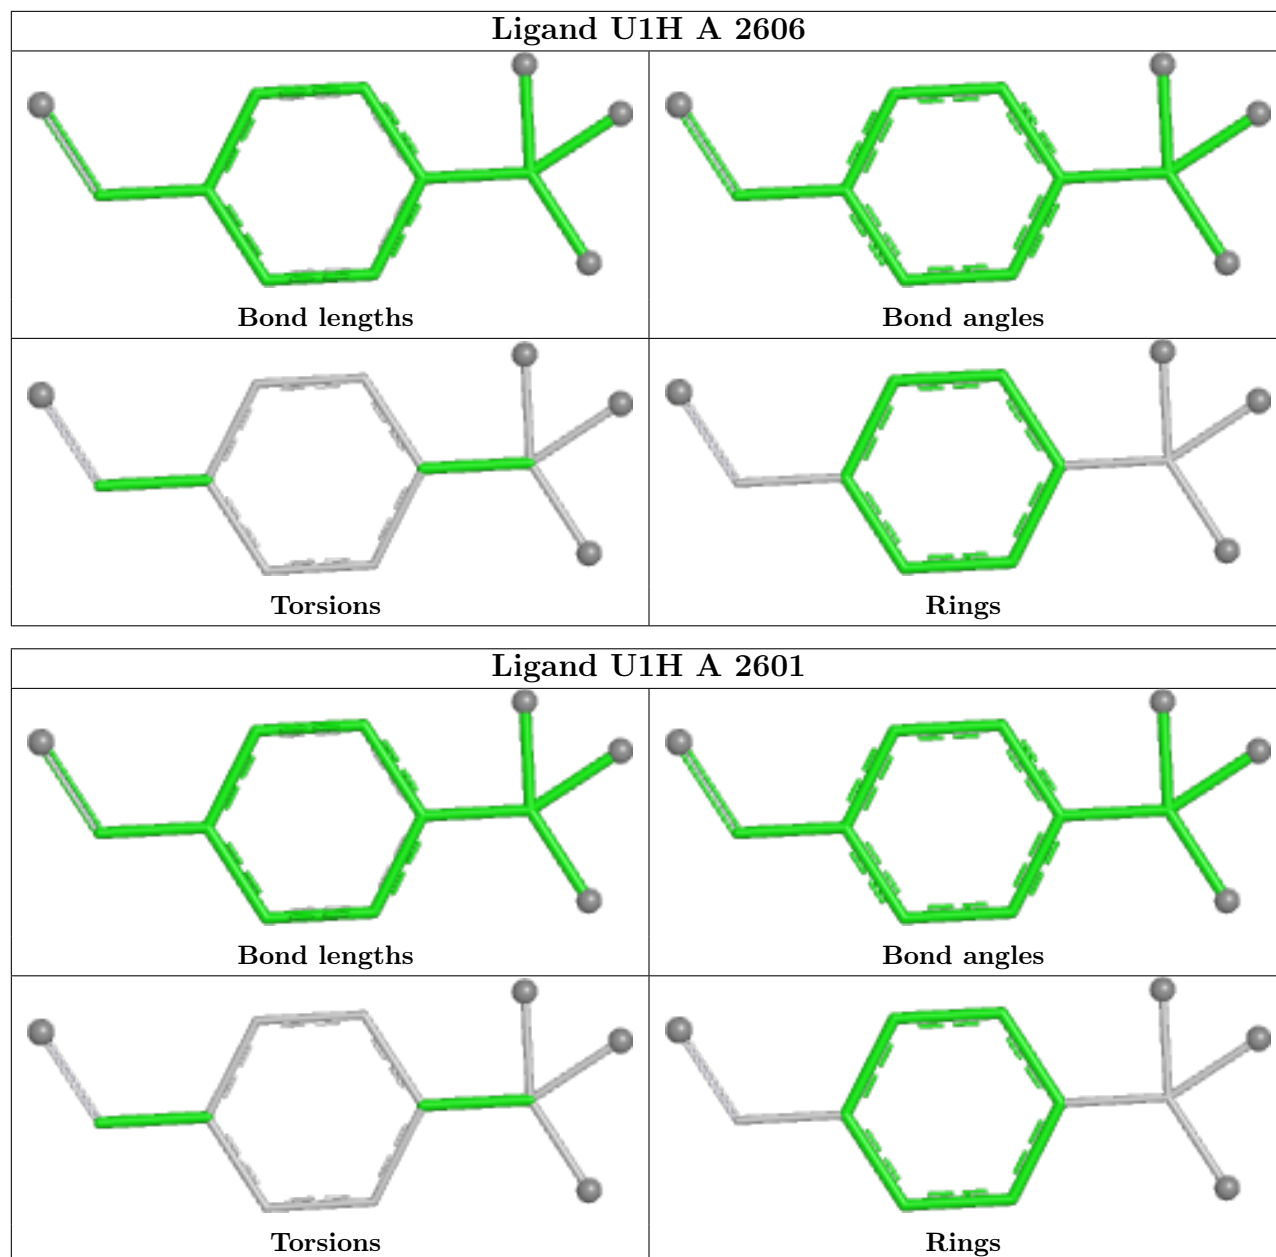 Ligand U1H A 2606
Bond lengths
Bond angles
Torsions
Rings
Ligand U1H A 2601
Bond lengths
Bond angles
Torsions
Rings